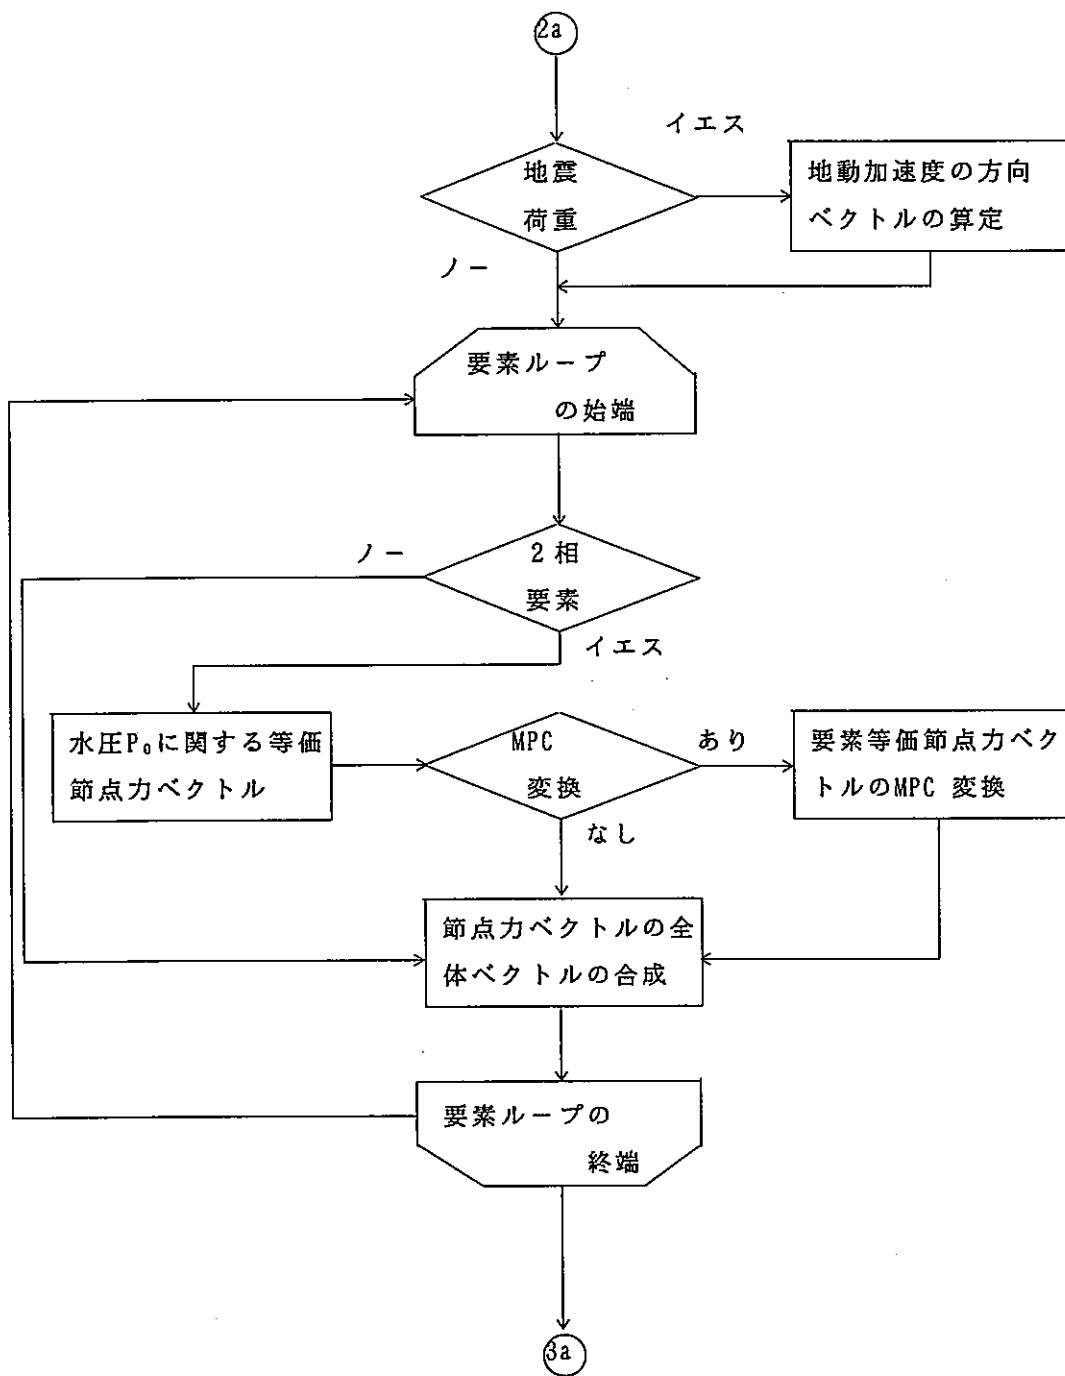 2a
イエス
地震
荷重
地動加速度の方向
ベクトルの算定
ノー
要素ループ
の始端
ノー
2相
要素
イエス
水圧P₀に関する等価
節点力ベクトル
MPC
変換
あり
要素等価節点力ベク
トルのMPC 変換
なし
節点力ベクトルの全
体ベクトルの合成
要素ループの
終端
3a